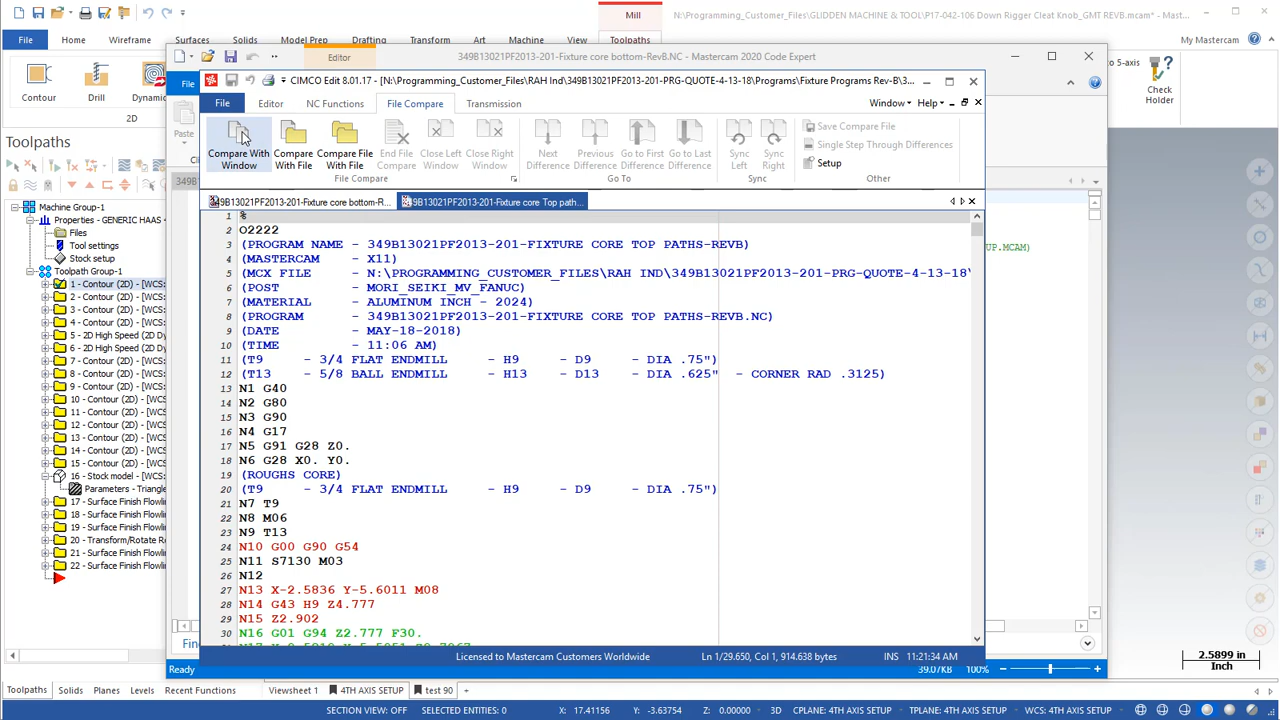 Mill
N:\Programming_Customer_Files\GLIDDEN MACHINE & TOOL\P17-042-106 Down Rigger Cleat Knob_GMT REVB.mcam* - Mast...
File Home Wireframe Surfaces Solids Model Prep Drafting Transform Art Machine View Toolpaths My Mastercam
Editor
349B13021PF2013-201-Fixture core bottom-RevB.NC - Mastercam 2020 Code Expert
CIMCO Edit 8.01.17 - [N:\Programming_Customer_Files\RAH Ind\349B13021PF2013-201-PRG-QUOTE-4-13-18\Programs\Fixture Programs Rev-B\3...
File
File Editor NC Functions File Compare Transmission
Window Help
Contour Drill Dynamic
2D
Paste
to 5-axis
Check Holder
Compare With Window
Compare With File
Compare File With File
End File Compare
Close Left Window
Close Right Window
Next Difference
Previous Difference
Go to First Difference
Go to Last Difference
Sync Left
Sync Right
Save Compare File
Single Step Through Differences
Setup
File Compare
Go To
Sync
Other
Toolpaths
Machine Group-1
Properties - GENERIC HAAS
Files
Tool settings
Stock setup
Toolpath Group-1
1 - Contour (2D) - [WCS:
2 - Contour (2D) - [WCS:
3 - Contour (2D) - [WCS:
4 - Contour (2D) - [WCS:
5 - 2D High Speed (2D Dy
6 - 2D High Speed (2D Dy
7 - Contour (2D) - [WCS:
8 - Contour (2D) - [WCS:
9 - Contour (2D) - [WCS:
10 - Contour (2D) - [WCS
11 - Contour (2D) - [WCS
12 - Contour (2D) - [WCS
13 - Contour (2D) - [WCS
14 - Contour (2D) - [WCS
15 - Contour (2D) - [WCS
16 - Stock model - [WCS:
Parameters - Triangle
17 - Surface Finish Flowlin
18 - Surface Finish Flowlin
19 - Surface Finish Flowlin
20 - Transform/Rotate Ro
21 - Surface Finish Flowlin
22 - Surface Finish Flowlin
349B13021PF2013-201-Fixture core bottom-R...
349B13021PF2013-201-Fixture core Top path...
UP.MCAM)
1 %
2 O2222
3 (PROGRAM NAME - 349B13021PF2013-201-FIXTURE CORE TOP PATHS-REVB)
4 (MASTERCAM - X11)
5 (MCX FILE - N:\PROGRAMMING_CUSTOMER_FILES\RAH IND\349B13021PF2013-201-PRG-QUOTE-4-13-18\
6 (POST - MORI_SEIKI_MV_FANUC)
7 (MATERIAL - ALUMINUM INCH - 2024)
8 (PROGRAM - 349B13021PF2013-201-FIXTURE CORE TOP PATHS-REVB.NC)
9 (DATE - MAY-18-2018)
10 (TIME - 11:06 AM)
11 (T9 - 3/4 FLAT ENDMILL - H9 - D9 - DIA .75")
12 (T13 - 5/8 BALL ENDMILL - H13 - D13 - DIA .625" - CORNER RAD .3125)
13 N1 G40
14 N2 G80
15 N3 G90
16 N4 G17
17 N5 G91 G28 Z0.
18 N6 G28 X0. Y0.
19 (ROUGHS CORE)
20 (T9 - 3/4 FLAT ENDMILL - H9 - D9 - DIA .75")
21 N7 T9
22 N8 M06
23 N9 T13
24 N10 G00 G90 G54
25 N11 S7130 M03
26 N12
27 N13 X-2.5836 Y-5.6011 M08
28 N14 G43 H9 Z4.777
29 N15 Z2.902
30 N16 G01 G94 Z2.777 F30.
Licensed to Mastercam Customers Worldwide
Ln 1/29.650, Col 1, 914.638 bytes
INS
11:21:34 AM
Ready
39.07KB
100%
2.5899 in
Inch
Toolpaths Solids Planes Levels Recent Functions
Viewsheet 1 4TH AXIS SETUP test 90 +
SECTION VIEW: OFF SELECTED ENTITIES: 0 X: 17.41156 Y: -3.63754 Z: 0.00000 3D CPLANE: 4TH AXIS SETUP TPLANE: 4TH AXIS SETUP WCS: 4TH AXIS SETUP